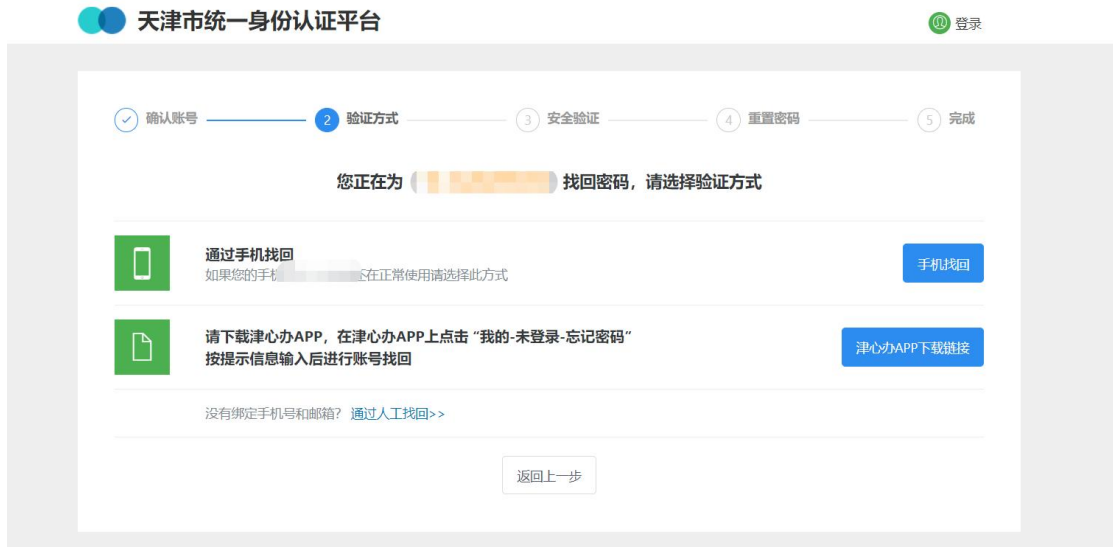 天津市统一身份认证平台
登录
确认账号
2 验证方式
3 安全验证
4 重置密码
5 完成
您正在为 找回密码，请选择验证方式
通过手机找回
如果您的手机 还在正常使用请选择此方式
手机找回
请下载津心办APP，在津心办APP上点击 “我的-未登录-忘记密码”
按提示信息输入后进行账号找回
津心办APP下载链接
没有绑定手机号和邮箱？ 通过人工找回>>
返回上一步